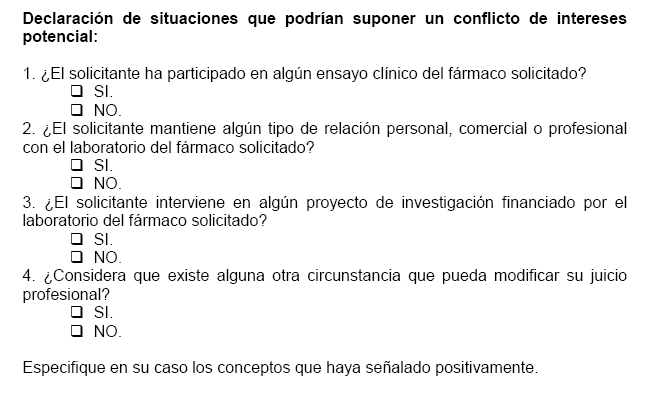 Declaración de situaciones que podrían suponer un conflicto de intereses
potencial:
1. ¿El solicitante ha participado en algún ensayo clínico del fármaco solicitado?
❑ SI.
❑ NO.
2. ¿El solicitante mantiene algún tipo de relación personal, comercial o profesional
con el laboratorio del fármaco solicitado?
❑ SI.
❑ NO.
3. ¿El solicitante interviene en algún proyecto de investigación financiado por el
laboratorio del fármaco solicitado?
❑ SI.
❑ NO.
4. ¿Considera que existe alguna otra circunstancia que pueda modificar su juicio
profesional?
❑ SI.
❑ NO.
Especifique en su caso los conceptos que haya señalado positivamente.